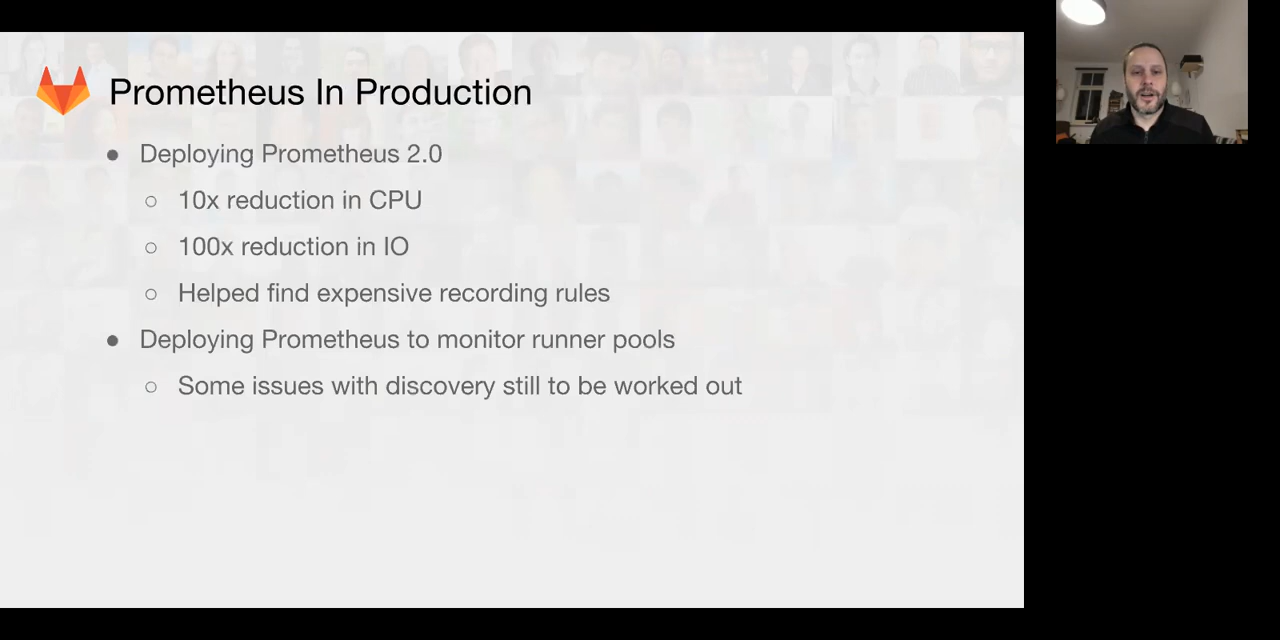 Prometheus In Production
● Deploying Prometheus 2.0
○ 10x reduction in CPU
○ 100x reduction in IO
○ Helped find expensive recording rules
● Deploying Prometheus to monitor runner pools
○ Some issues with discovery still to be worked out